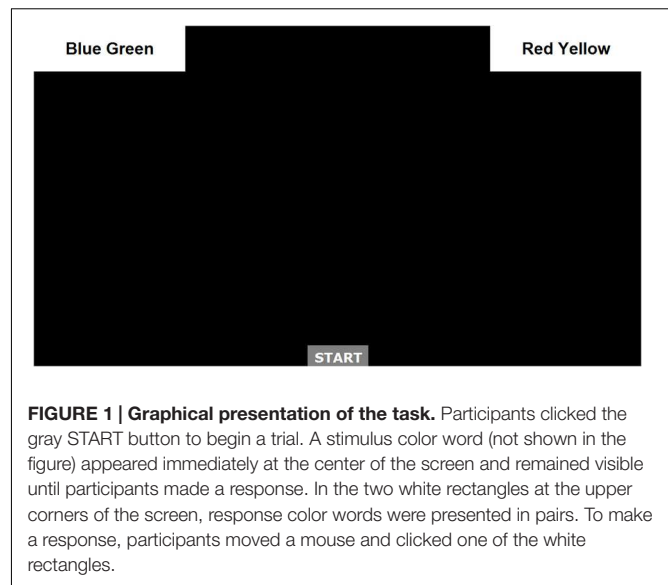 Blue Green
Red Yellow
START
FIGURE 1 | Graphical presentation of the task. Participants clicked the
gray START button to begin a trial. A stimulus color word (not shown in the
figure) appeared immediately at the center of the screen and remained visible
until participants made a response. In the two white rectangles at the upper
corners of the screen, response color words were presented in pairs. To make
a response, participants moved a mouse and clicked one of the white
rectangles.